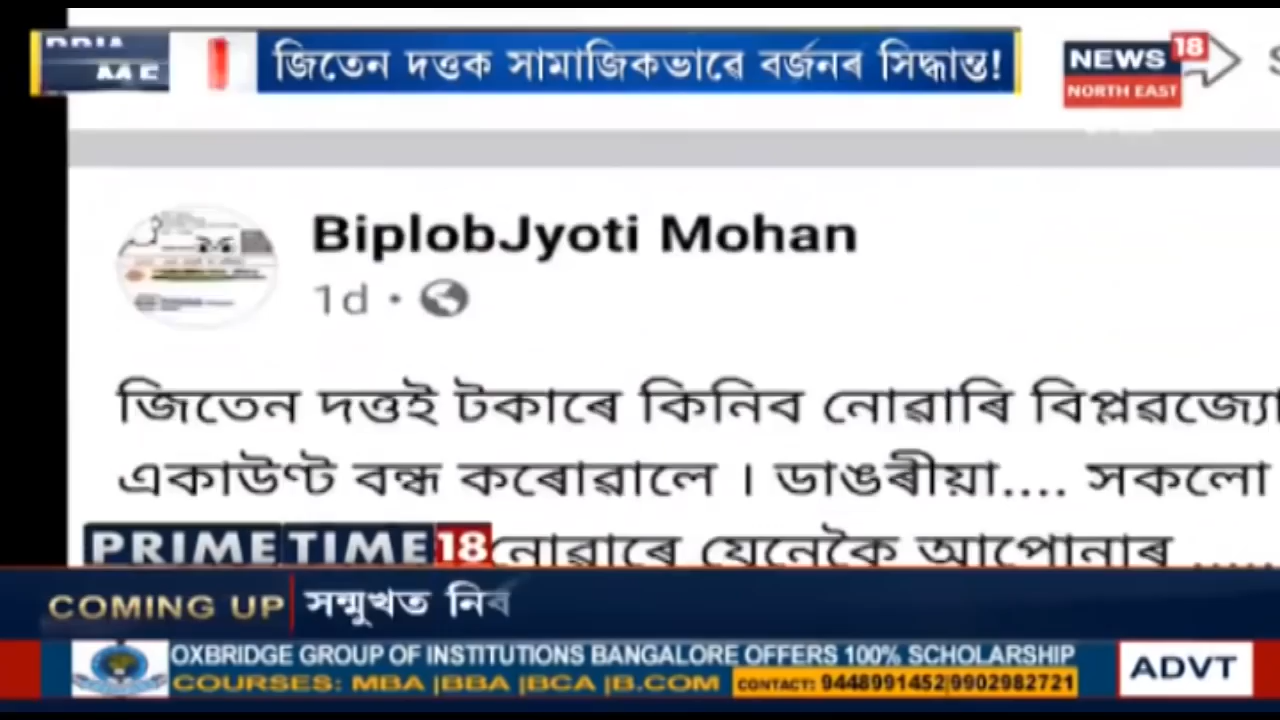 জিতেন দত্তক সামাজিকভাৱে বৰ্জনৰ সিদ্ধান্ত!
NEWS 18
NORTH EAST
BiplobJyoti Mohan
1d
জিতেন দত্তই টকাৰে কিনিব নোৱাৰি বিপ্লৱজ্যো
একাউণ্ট বন্ধ কৰোৱালে । ডাঙৰীয়া.... সকলো
নোৱাৰে যেনেকৈ আপোনাৰ .....
PRIME TIME 18
COMING UP সন্মুখত নিৰ্ব
OXBRIDGE GROUP OF INSTITUTIONS BANGALORE OFFERS 100% SCHOLARSHIP
COURSES: MBA |BBA |BCA |B.COM CONTACT: 9448991452|9902982721
ADVT